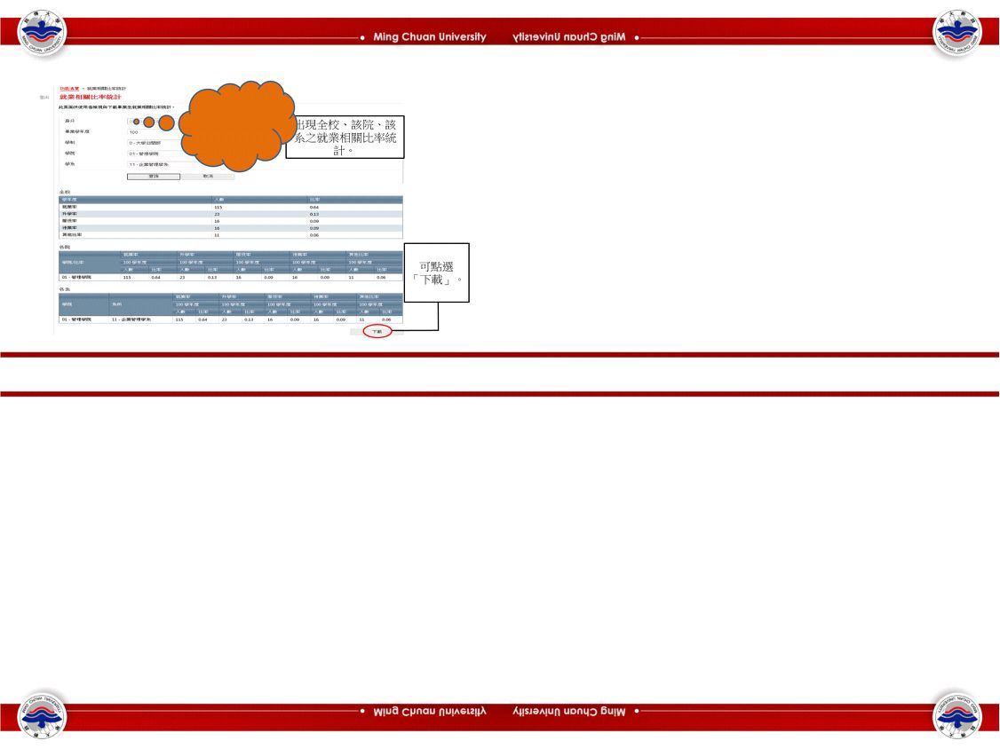 Ming Chuan University
Ming Chuan University
功能清單 > 就業相關比率統計
登出
就業相關比率統計
此頁面供使用者檢視與下載畢業生就業相關比率統計。
身分
畢業學年度
100
學制
0 - 大學日間部
學院
01 - 管理學院
學系
11 - 企業管理學系
查詢 取消
出現全校、該院、該
系之就業相關比率統
計。
全校
學年度 人數 比率
就業率 115 0.64
升學率 23 0.13
服役率 16 0.09
待業率 16 0.09
其他比率 11 0.06
各院
學院/比率 就業率 升學率 服役率 待業率 其他比率
100 學年度 100 學年度 100 學年度 100 學年度 100 學年度
人數 比率 人數 比率 人數 比率 人數 比率 人數 比率
01 - 管理學院 115 0.64 23 0.13 16 0.09 16 0.09 11 0.06
可點選
「下載」。
各系
學院 系所 就業率 升學率 服役率 待業率 其他比率
100 學年度 100 學年度 100 學年度 100 學年度 100 學年度
人數 比率 人數 比率 人數 比率 人數 比率 人數 比率
01 - 管理學院 11 - 企業管理學系 115 0.64 23 0.13 16 0.09 16 0.09 11 0.06
下載
Ming Chuan University
Ming Chuan University